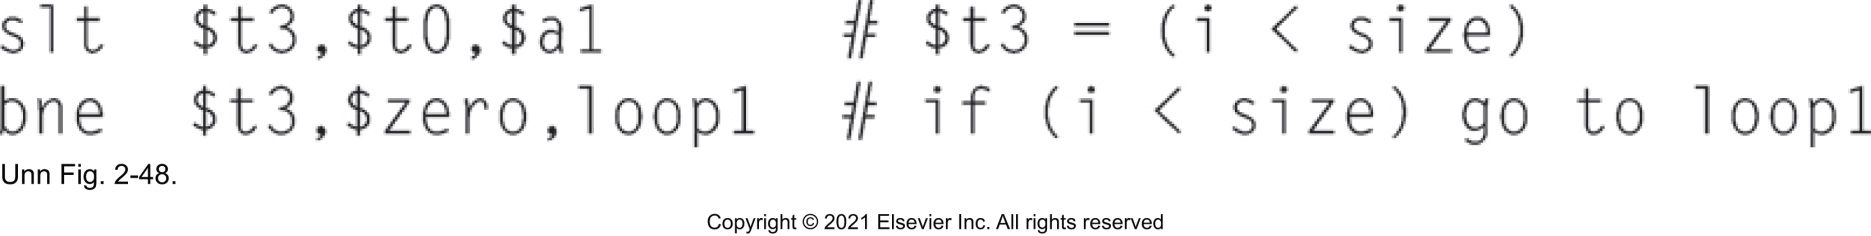 slt $t3,$t0,$a1 # $t3 = (i < size)
bne $t3,$zero,loop1 # if (i < size) go to loop1
Unn Fig. 2-48.
Copyright © 2021 Elsevier Inc. All rights reserved